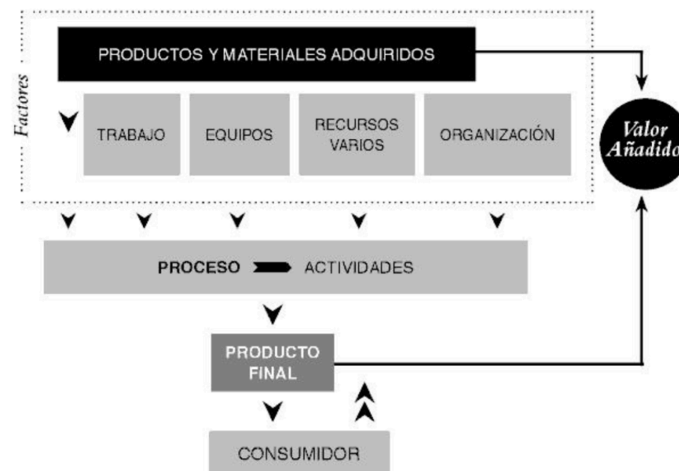 Factores
PRODUCTOS Y MATERIALES ADQUIRIDOS
TRABAJO
EQUIPOS
RECURSOS
VARIOS
ORGANIZACIÓN
Valor
Añadido
PROCESO ACTIVIDADES
PRODUCTO
FINAL
CONSUMIDOR